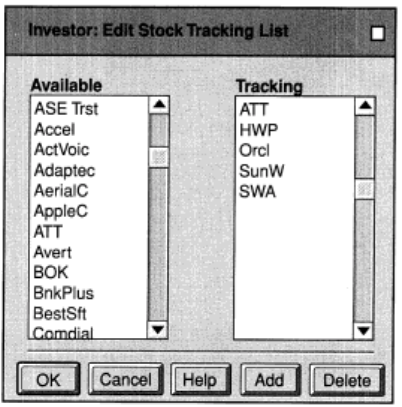 Investor: Edit Stock Tracking List
Available
ASE Trst
Accel
ActVoic
Adaptec
AerialC
AppleC
ATT
Avert
BOK
BnkPlus
BestSft
Comdial
Tracking
ATT
HWP
Orcl
SunW
SWA
OK Cancel Help Add Delete